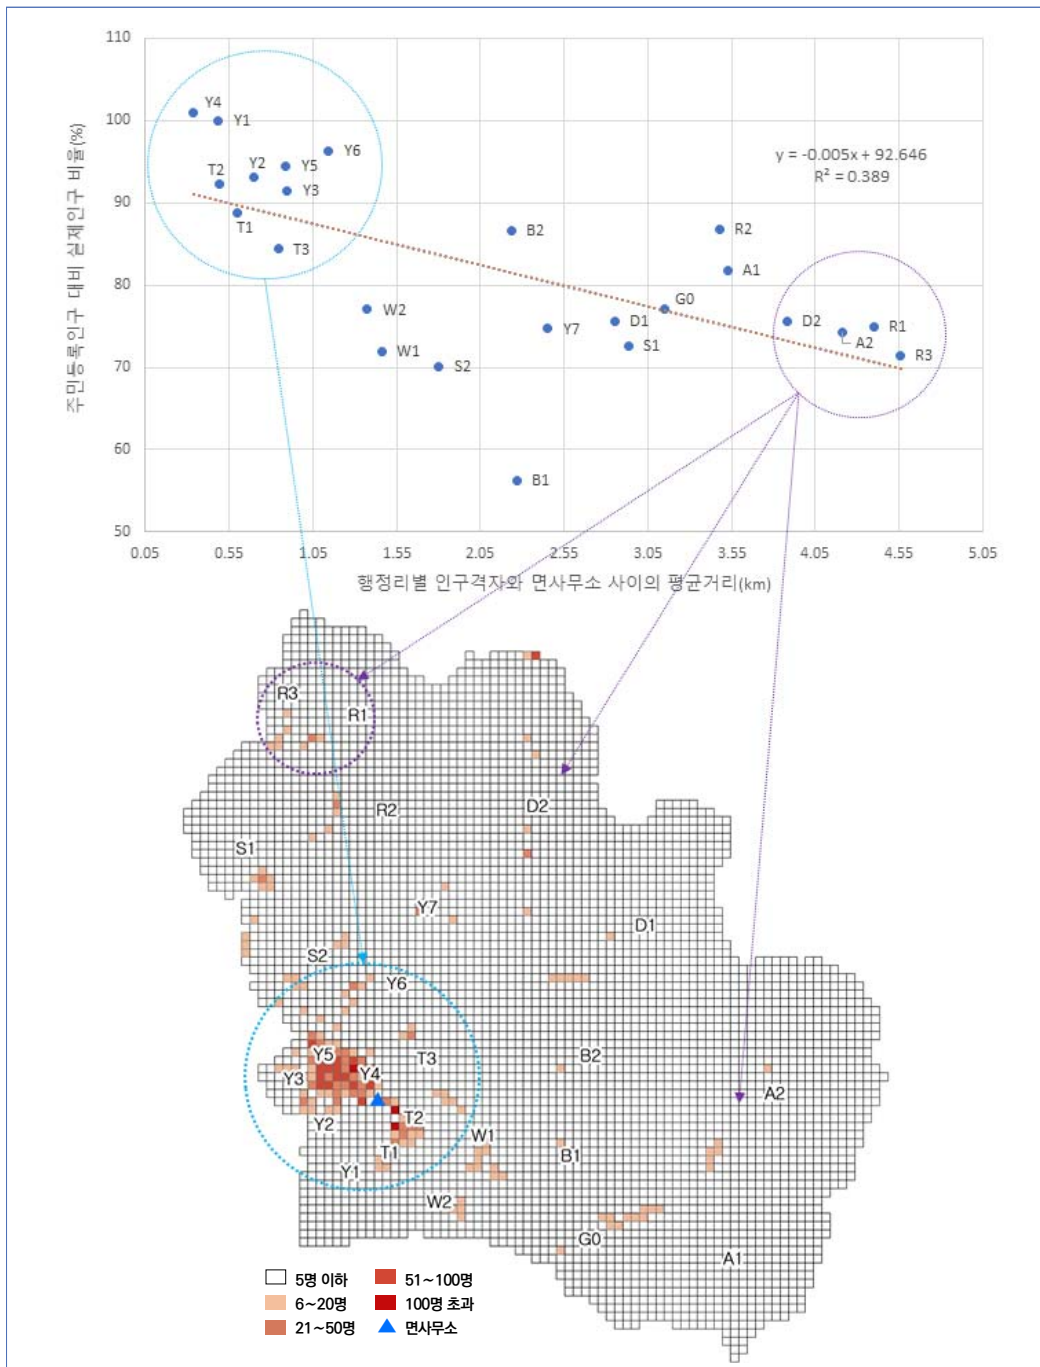 110
100
90
80
70
60
50
주민등록인구 대비 실제인구 비율(%)
Y4
Y1
Y6
T2
Y2
Y5
Y3
T1
T3
y = -0.005x + 92.646
R² = 0.389
B2
R2
A1
G0
W2
D1
D2
R1
Y7
A2
W1
S1
R3
S2
B1
0.05
0.55
1.05
1.55
2.05
2.55
3.05
3.55
4.05
4.55
5.05
행정리별 인구격자와 면사무소 사이의 평균거리(km)
R3
R1
R2
D2
S1
Y7
D1
S2
Y6
Y5
T3
B2
Y3
Y4
A2
Y2
T2
W1
T1
B1
Y1
W2
G0
A1
5명 이하
51~100명
6~20명
100명 초과
21~50명
면사무소